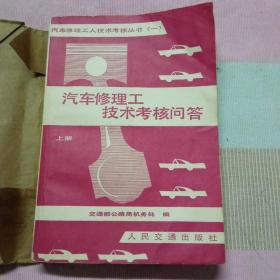 汽车修理工人技术考核丛书(一)
汽车修理工
技术考核问答
上册
交通部公路局机务处 编
人民交通出版社